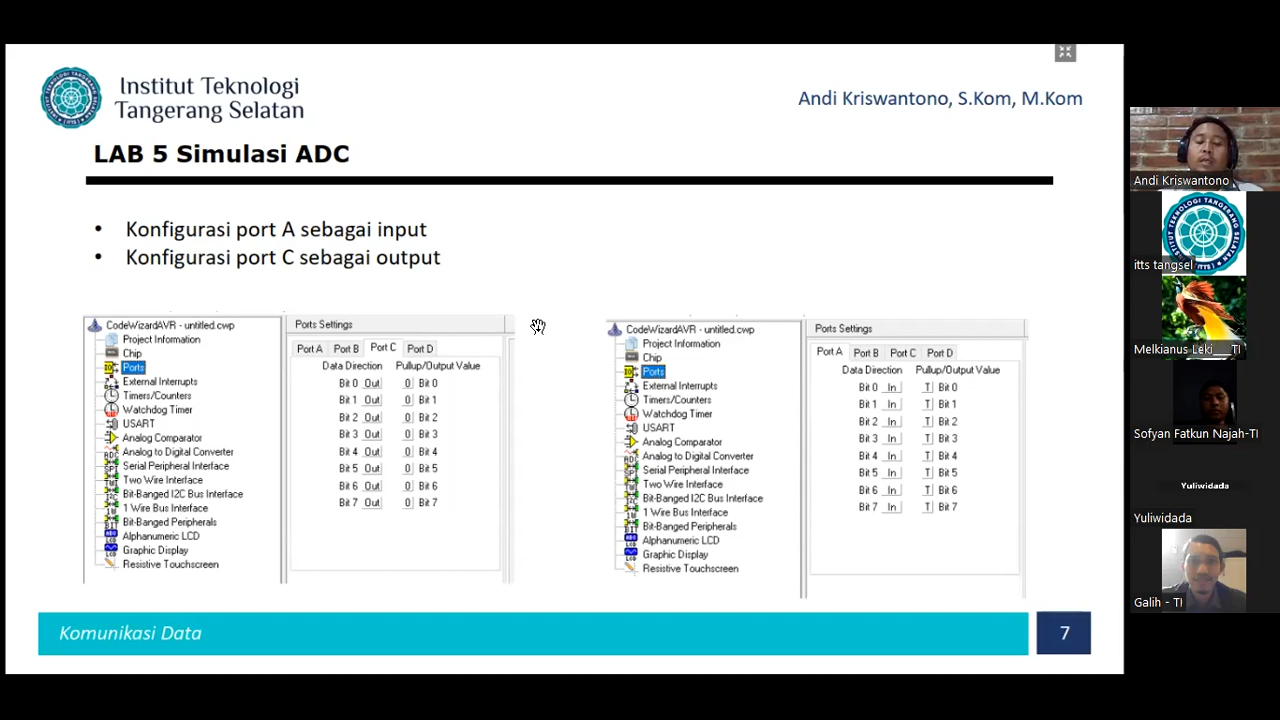 Institut Teknologi
Tangerang Selatan
Andi Kriswantono, S.Kom, M.Kom
LAB 5 Simulasi ADC
• Konfigurasi port A sebagai input
• Konfigurasi port C sebagai output
CodeWizardAVR - untitled.cwp
Project Information
Chip
Ports
External Interrupts
Timers/Counters
Watchdog Timer
USART
Analog Comparator
Analog to Digital Converter
Serial Peripheral Interface
Two Wire Interface
Bit-Banged I2C Bus Interface
1 Wire Bus Interface
Bit-Banged Peripherals
Alphanumeric LCD
Graphic Display
Resistive Touchscreen
Ports Settings
Port A Port B Port C Port D
Data Direction Pullup/Output Value
Bit 0 Out 0 Bit 0
Bit 1 Out 0 Bit 1
Bit 2 Out 0 Bit 2
Bit 3 Out 0 Bit 3
Bit 4 Out 0 Bit 4
Bit 5 Out 0 Bit 5
Bit 6 Out 0 Bit 6
Bit 7 Out 0 Bit 7
CodeWizardAVR - untitled.cwp
Project Information
Chip
Ports
External Interrupts
Timers/Counters
Watchdog Timer
USART
Analog Comparator
Analog to Digital Converter
Serial Peripheral Interface
Two Wire Interface
Bit-Banged I2C Bus Interface
1 Wire Bus Interface
Bit-Banged Peripherals
Alphanumeric LCD
Graphic Display
Resistive Touchscreen
Ports Settings
Port A Port B Port C Port D
Data Direction Pullup/Output Value
Bit 0 In T Bit 0
Bit 1 In T Bit 1
Bit 2 In T Bit 2
Bit 3 In T Bit 3
Bit 4 In T Bit 4
Bit 5 In T Bit 5
Bit 6 In T Bit 6
Bit 7 In T Bit 7
Komunikasi Data
7
Andi Kriswantono
INSTITUT TEKNOLOGI TANGERANG SELATAN (ITTS)
itts tangsel
Melkianus Leki___TI
Sofyan Fatkun Najah-TI
Yuliwidada
Yuliwidada
Galih - TI